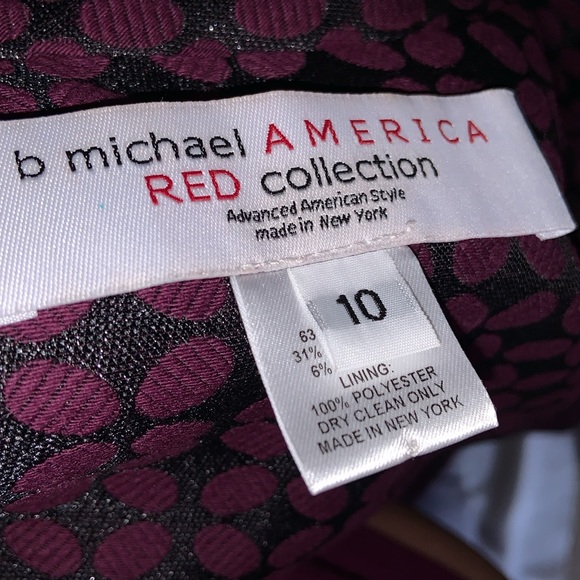 b michael AMERICA
RED collection
Advanced American Style
made in New York
10
63
31%
6%
LINING:
100% POLYESTER
DRY CLEAN ONLY
MADE IN NEW YORK